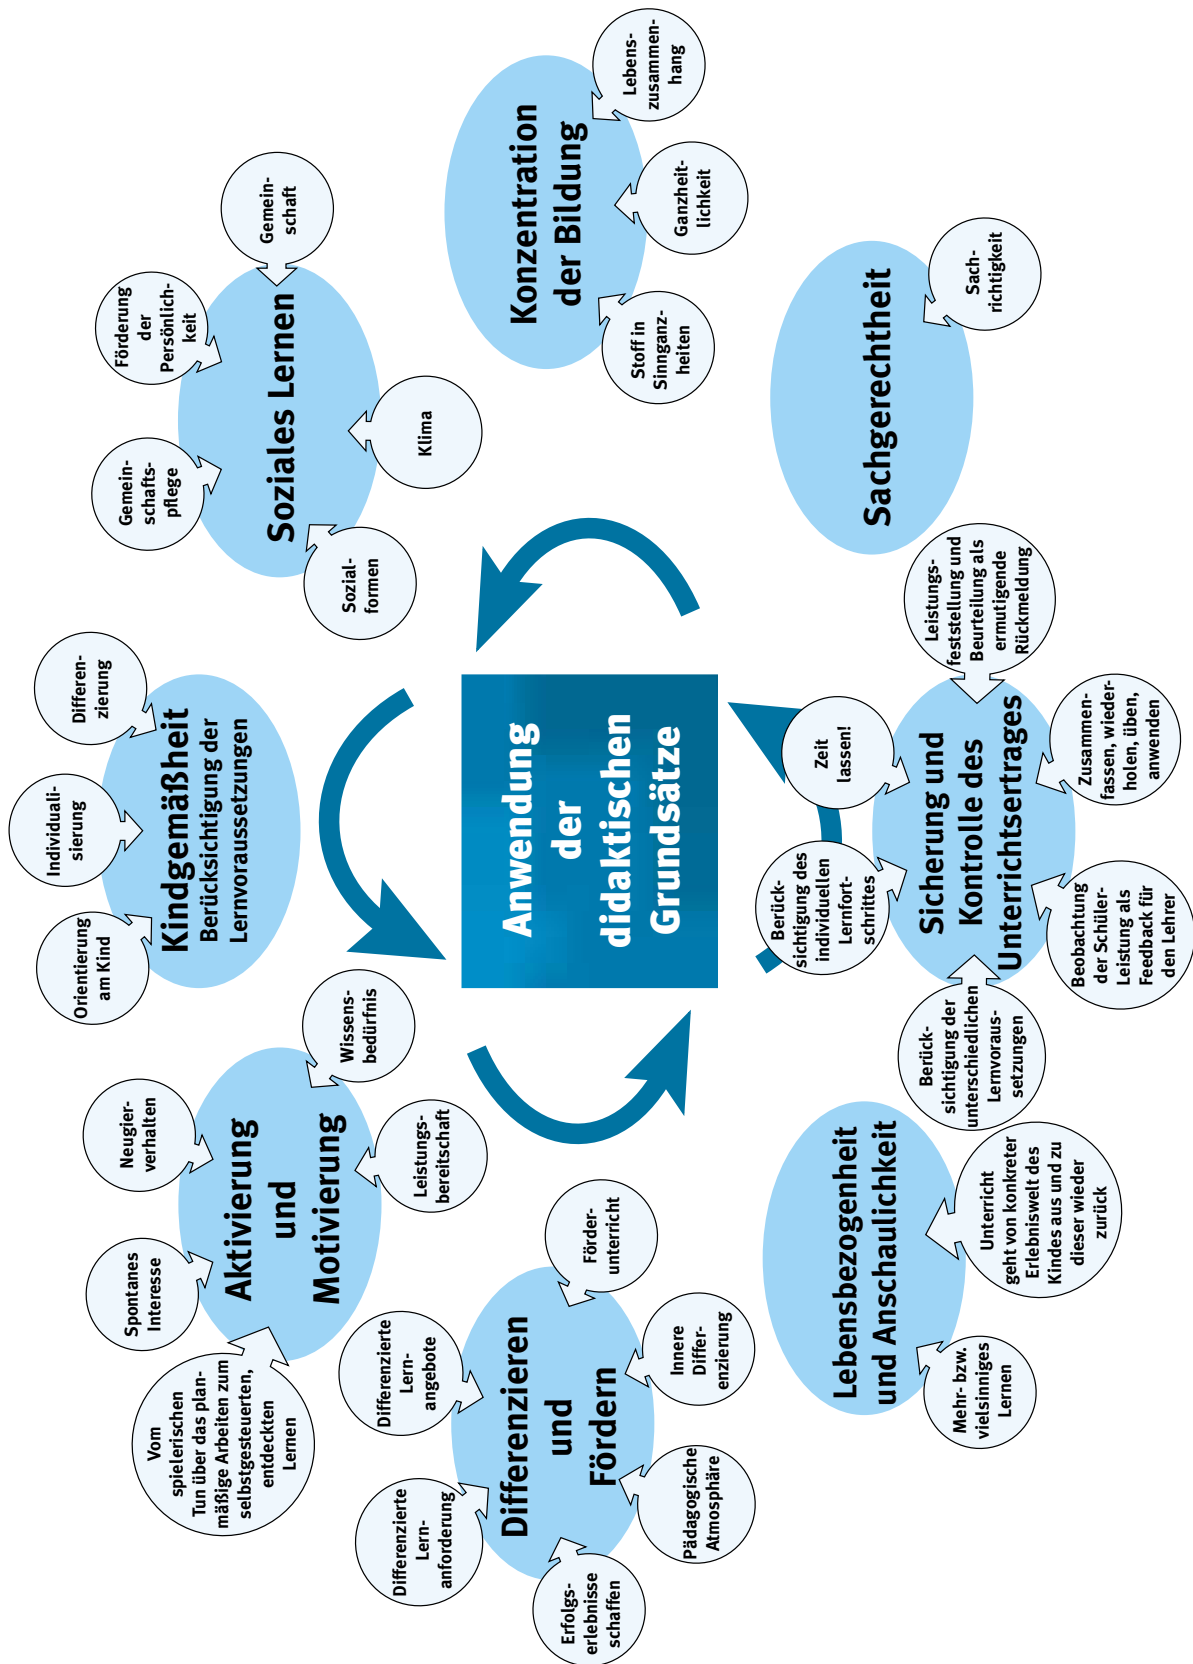 Vom
spielerischen
Tun über das plan-
mäßige Arbeiten zum
selbstgesteuerten,
entdeckten
Lernen
Spontanes
Interesse
Neugier-
verhalten
Aktivierung
und
Motivierung
Leistungs-
bereitschaft
Wissens-
bedürfnis
Orientierung
am Kind
Individuali-
sierung
Differen-
zierung
Kindgemäßheit
Berücksichtigung der
Lernvoraussetzungen
Gemein-
schafts-
pflege
Förderung
der
Persönlich-
keit
Gemein-
schaft
Soziales Lernen
Sozial-
formen
Klima
Differenzierte
Lern-
anforderung
Differenzierte
Lern-
angebote
Differenzieren
und
Fördern
Förder-
unterricht
Erfolgs-
erlebnisse
schaffen
Pädagogische
Atmosphäre
Innere
Differ-
enzierung
Anwendung
der
didaktischen
Grundsätze
Konzentration
der Bildung
Stoff in
Sinnganz-
heiten
Ganzheit-
lichkeit
Lebens-
zusammen-
hang
Lebensbezogenheit
und Anschaulichkeit
Mehr- bzw.
vielsinniges
Lernen
Unterricht
geht von konkreter
Erlebniswelt des
Kindes aus und zu
dieser wieder
zurück
Berück-
sichtigung des
individuellen
Lernfort-
schrittes
Zeit
lassen!
Sicherung und
Kontrolle des
Unterrichtsertrages
Berück-
sichtigung der
unterschiedlichen
Lernvoraus-
setzungen
Leistungs-
feststellung und
Beurteilung als
ermutigende
Rückmeldung
Beobachtung
der Schüler-
Leistung als
Feedback für
den Lehrer
Zusammen-
fassen, wieder-
holen, üben,
anwenden
Sachgerechtheit
Sach-
richtigkeit